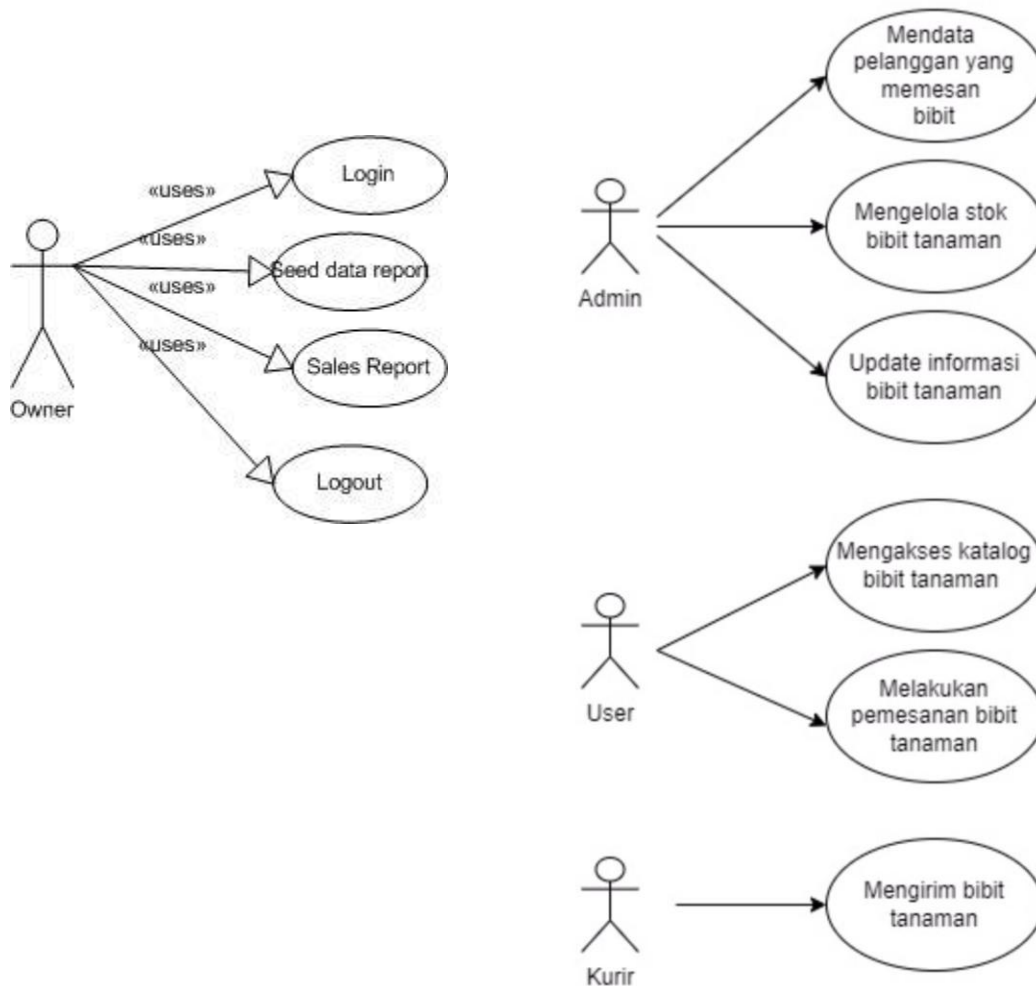 «uses»
Login
«uses»
Seed data report
«uses»
Sales Report
«uses»
Logout
Owner
Mendata
pelanggan yang
memesan
bibit
Mengelola stok
bibit tanaman
Update informasi
bibit tanaman
Admin
Mengakses katalog
bibit tanaman
Melakukan
pemesanan bibit
tanaman
User
Mengirim bibit
tanaman
Kurir